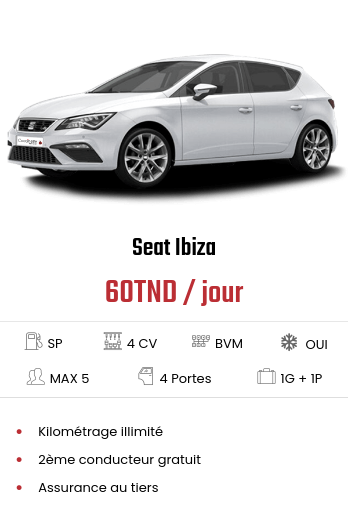 Seat Ibiza
60TND / jour
SP 4 CV BVM OUI
MAX 5 4 Portes 1G + 1P
Kilométrage illimité
2ème conducteur gratuit
Assurance au tiers